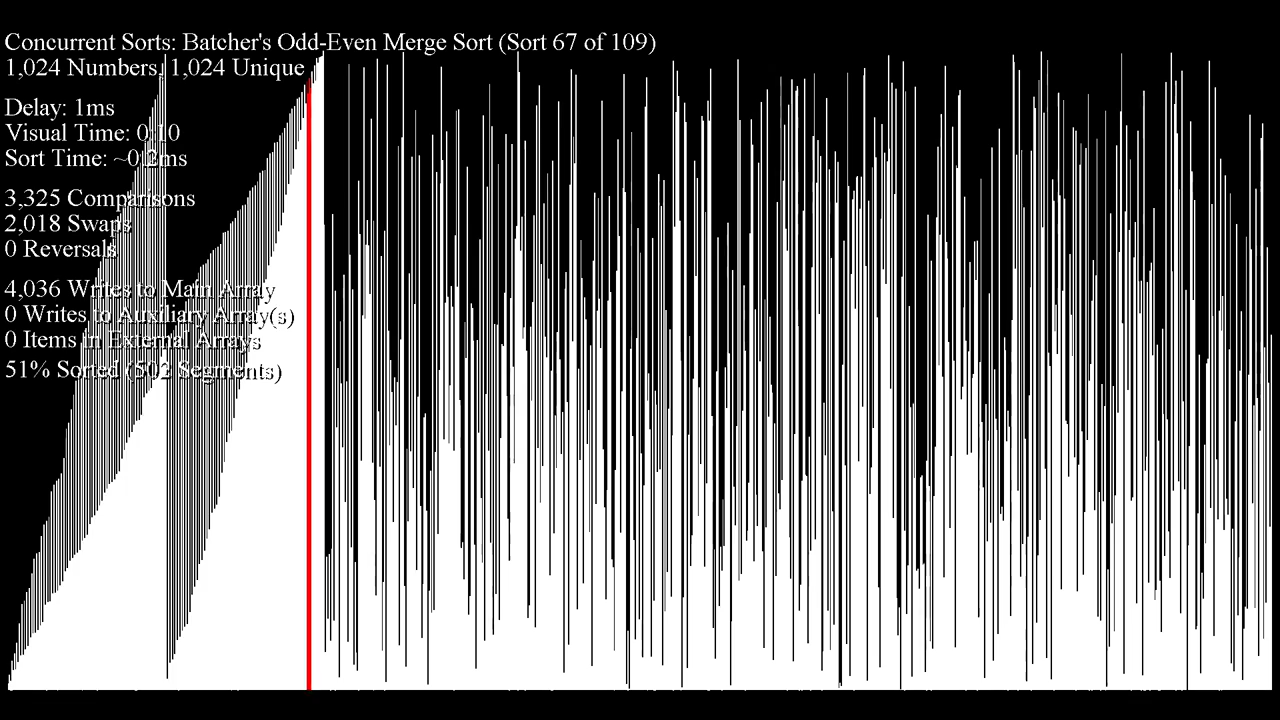 Concurrent Sorts: Batcher's Odd-Even Merge Sort (Sort 67 of 109)
1,024 Numbers, 1,024 Unique
Delay: 1ms
Visual Time: 0:10
Sort Time: ~0.2ms
3,325 Comparisons
2,018 Swaps
0 Reversals
4,036 Writes to Main Array
0 Writes to Auxiliary Array(s)
0 Items in External Arrays
51% Sorted (502 Segments)